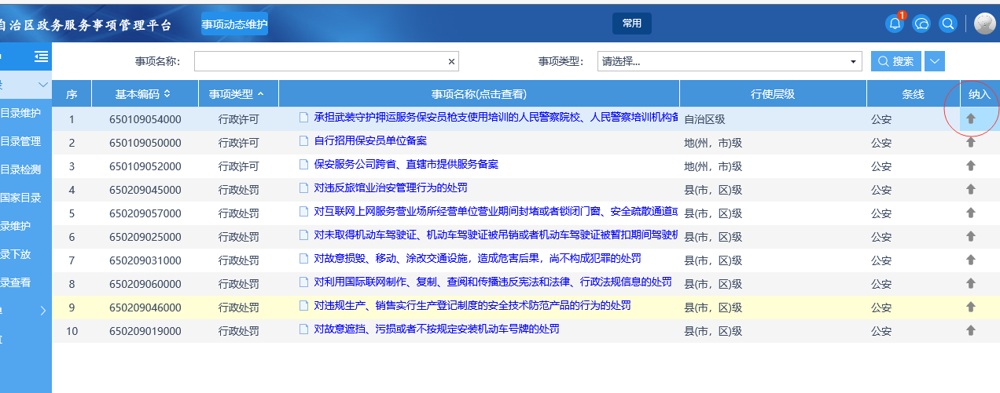 自治区政务服务事项管理平台 事项动态维护 常用 1
事项名称: × 事项类型: 请选择... 搜索
序 基本编码 事项类型 事项名称(点击查看) 行使层级 条线 纳入
目录维护
目录管理
目录检测
国家目录
录维护
录下放
录查看
1 650109054000 行政许可 承担武装守护押运服务保安员枪支使用培训的人民警察院校、人民警察培训机构备 自治区级 公安
2 650109050000 行政许可 自行招用保安员单位备案 地(州，市)级 公安
3 650109052000 行政许可 保安服务公司跨省、直辖市提供服务备案 地(州，市)级 公安
4 650209045000 行政处罚 对违反旅馆业治安管理行为的处罚 县(市，区)级 公安
5 650209057000 行政处罚 对互联网上网服务营业场所经营单位营业期间封堵或者锁闭门窗、安全疏散通道或 县(市，区)级 公安
6 650209025000 行政处罚 对未取得机动车驾驶证、机动车驾驶证被吊销或者机动车驾驶证被暂扣期间驾驶机 县(市，区)级 公安
7 650209031000 行政处罚 对故意损毁、移动、涂改交通设施，造成危害后果，尚不构成犯罪的处罚 县(市，区)级 公安
8 650209060000 行政处罚 对利用国际联网制作、复制、查阅和传播违反宪法和法律、行政法规信息的处罚 县(市，区)级 公安
9 650209046000 行政处罚 对违规生产、销售实行生产登记制度的安全技术防范产品的行为的处罚 县(市，区)级 公安
10 650209019000 行政处罚 对故意遮挡、污损或者不按规定安装机动车号牌的处罚 县(市，区)级 公安